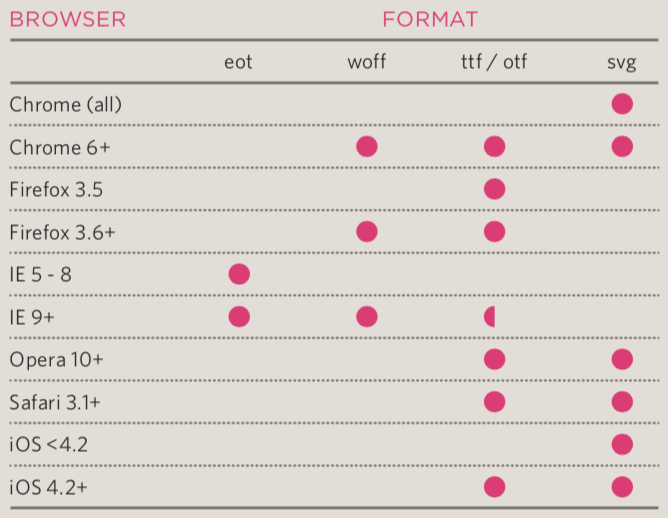 BROWSER FORMAT
eot woff ttf / otf svg
Chrome (all)
Chrome 6+
Firefox 3.5
Firefox 3.6+
IE 5 - 8
IE 9+
Opera 10+
Safari 3.1+
iOS <4.2
iOS 4.2+